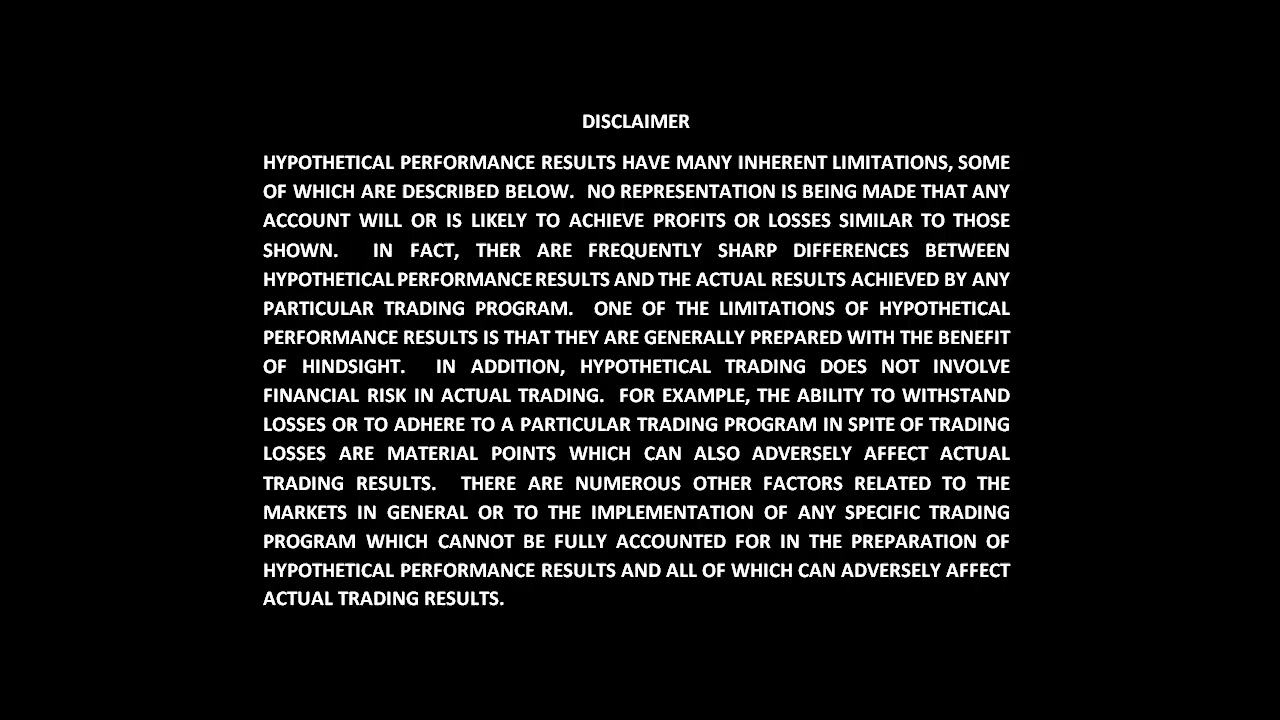 DISCLAIMER
HYPOTHETICAL PERFORMANCE RESULTS HAVE MANY INHERENT LIMITATIONS, SOME
OF WHICH ARE DESCRIBED BELOW. NO REPRESENTATION IS BEING MADE THAT ANY
ACCOUNT WILL OR IS LIKELY TO ACHIEVE PROFITS OR LOSSES SIMILAR TO THOSE
SHOWN. IN FACT, THER ARE FREQUENTLY SHARP DIFFERENCES BETWEEN
HYPOTHETICAL PERFORMANCE RESULTS AND THE ACTUAL RESULTS ACHIEVED BY ANY
PARTICULAR TRADING PROGRAM. ONE OF THE LIMITATIONS OF HYPOTHETICAL
PERFORMANCE RESULTS IS THAT THEY ARE GENERALLY PREPARED WITH THE BENEFIT
OF HINDSIGHT. IN ADDITION, HYPOTHETICAL TRADING DOES NOT INVOLVE
FINANCIAL RISK IN ACTUAL TRADING. FOR EXAMPLE, THE ABILITY TO WITHSTAND
LOSSES OR TO ADHERE TO A PARTICULAR TRADING PROGRAM IN SPITE OF TRADING
LOSSES ARE MATERIAL POINTS WHICH CAN ALSO ADVERSELY AFFECT ACTUAL
TRADING RESULTS. THERE ARE NUMEROUS OTHER FACTORS RELATED TO THE
MARKETS IN GENERAL OR TO THE IMPLEMENTATION OF ANY SPECIFIC TRADING
PROGRAM WHICH CANNOT BE FULLY ACCOUNTED FOR IN THE PREPARATION OF
HYPOTHETICAL PERFORMANCE RESULTS AND ALL OF WHICH CAN ADVERSELY AFFECT
ACTUAL TRADING RESULTS.